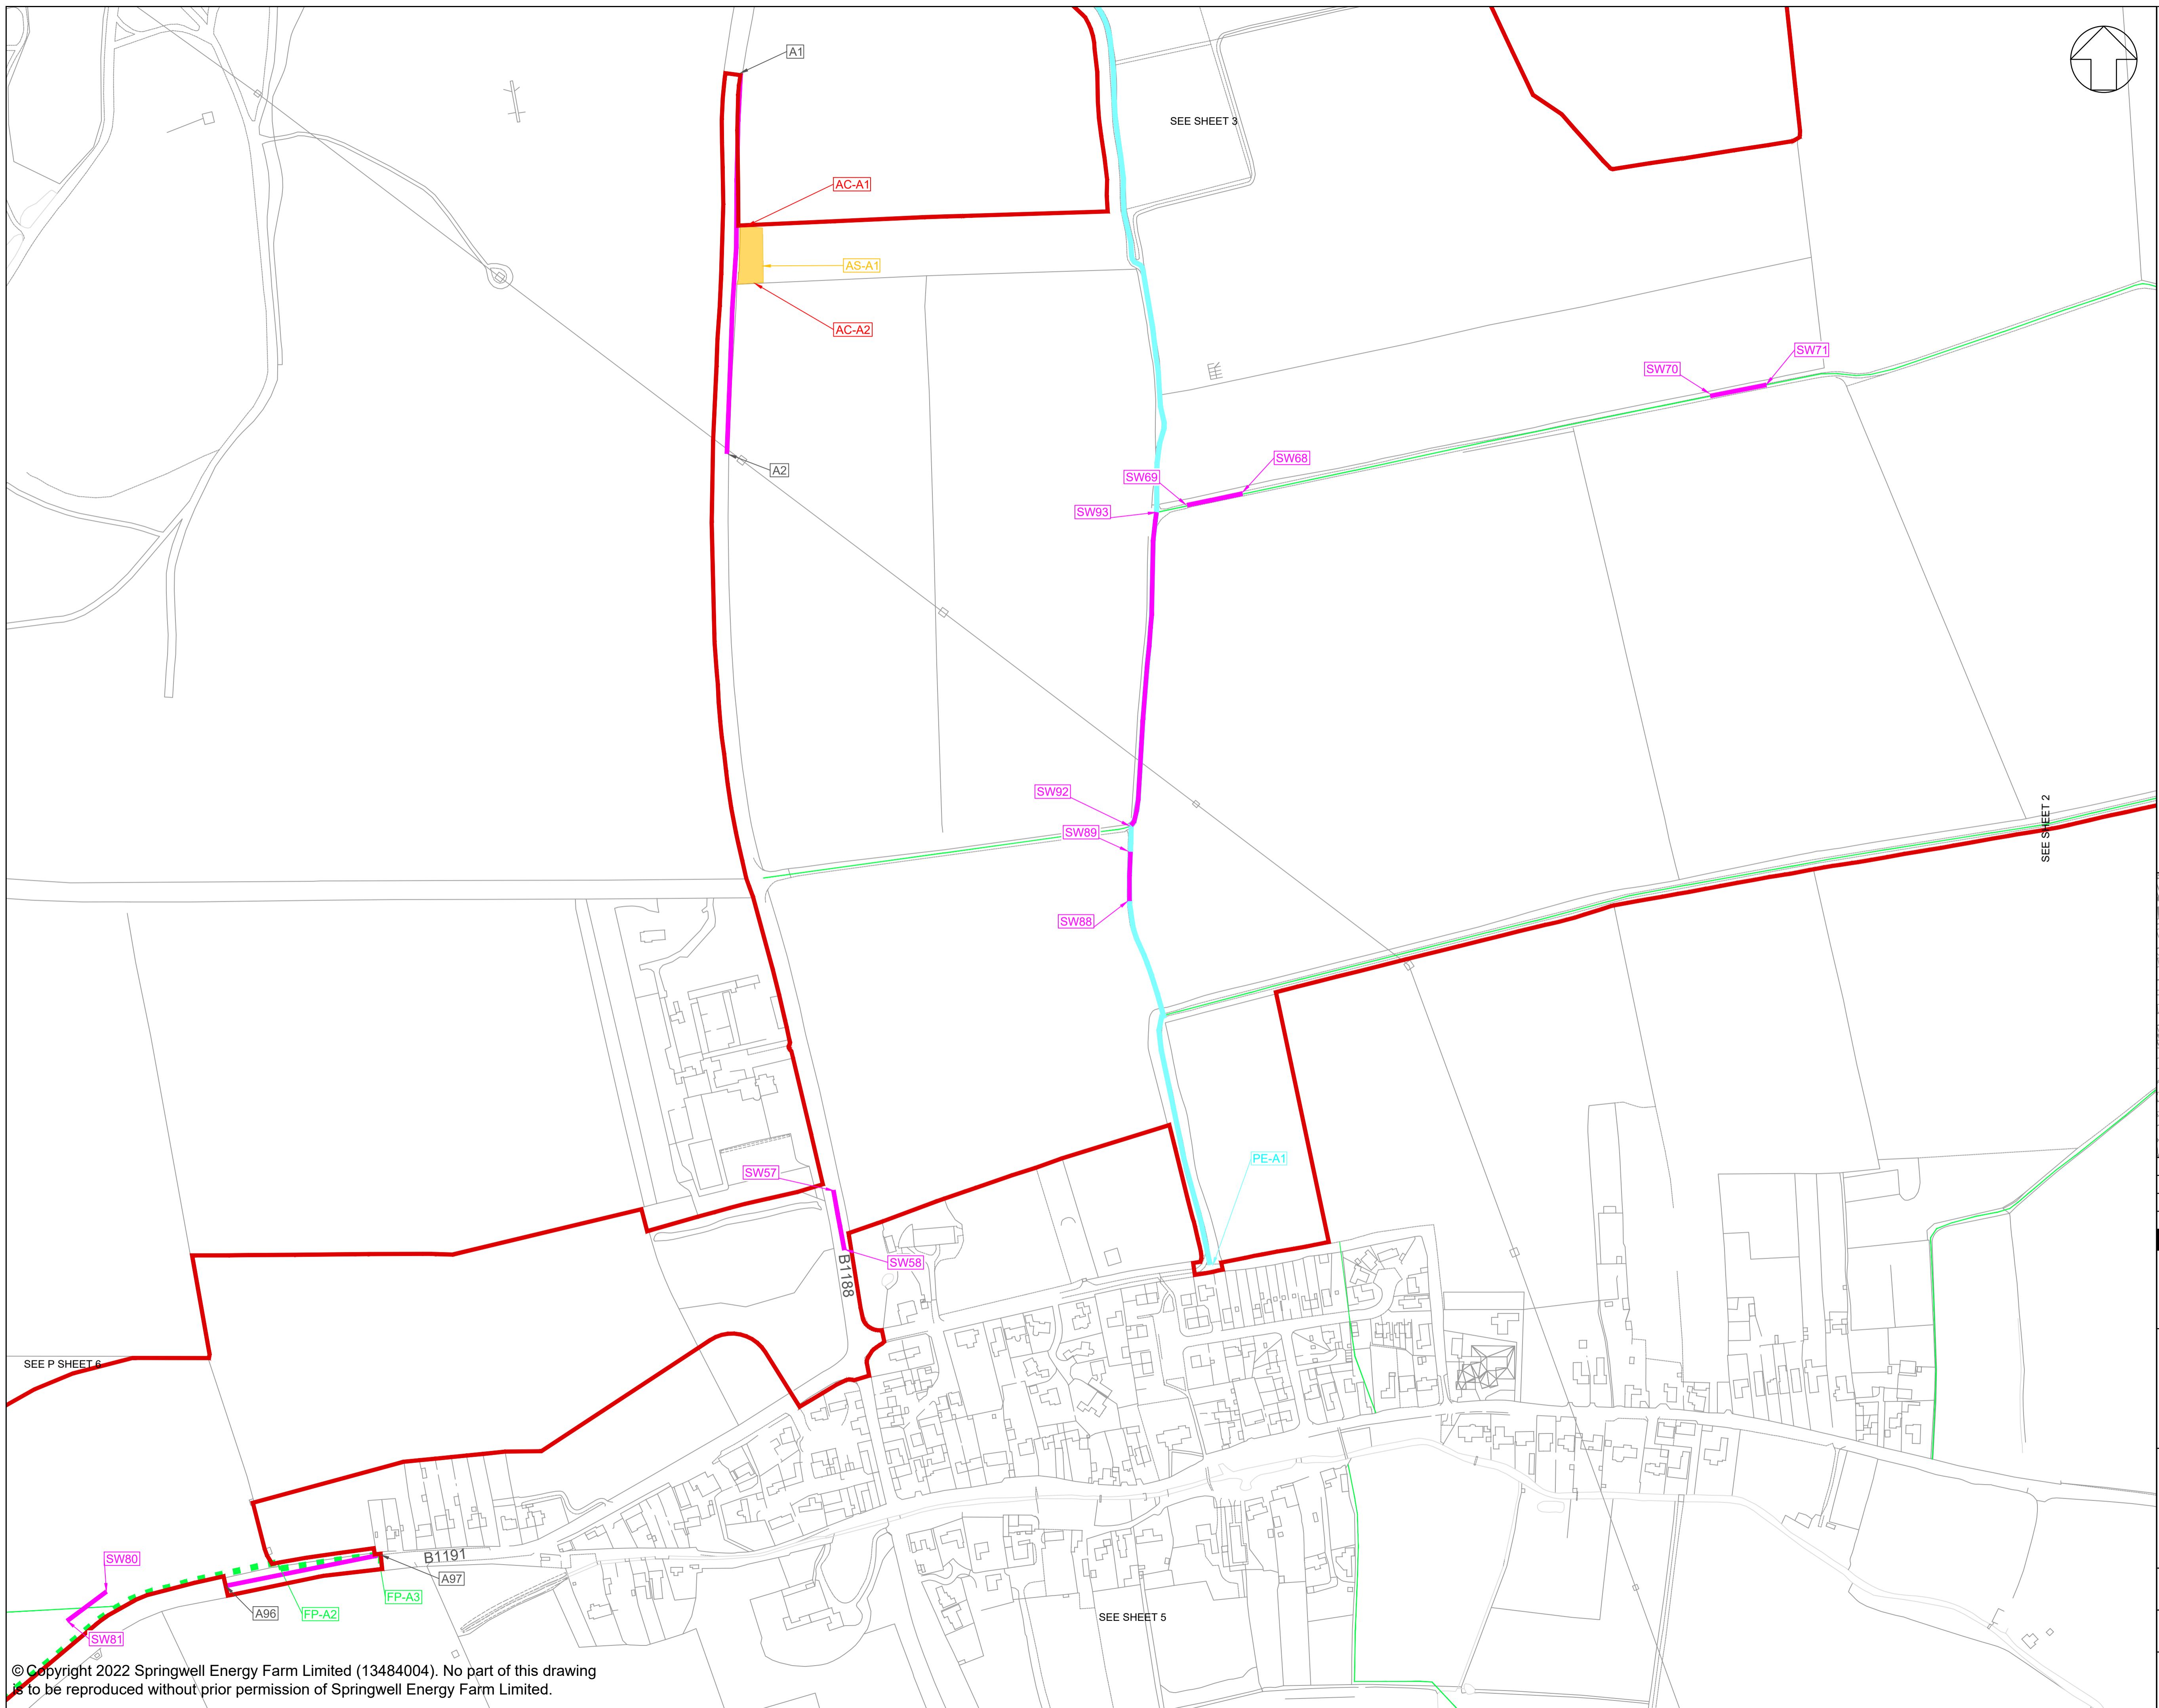 A1
SEE SHEET 3
AC-A1
AS-A1
AC-A2
SW71
SW70
SW68
A2
SW69
SW93
SW92
SEE SHEET 2
SW89
SW88
PE-A1
SW57
SW58
B1188
SEE P SHEET 6
B1191
SW80
A97
FP-A3
A96
FP-A2
SEE SHEET 5
SW81
© Copyright 2022 Springwell Energy Farm Limited (13484004). No part of this drawing
is to be reproduced without prior permission of Springwell Energy Farm Limited.